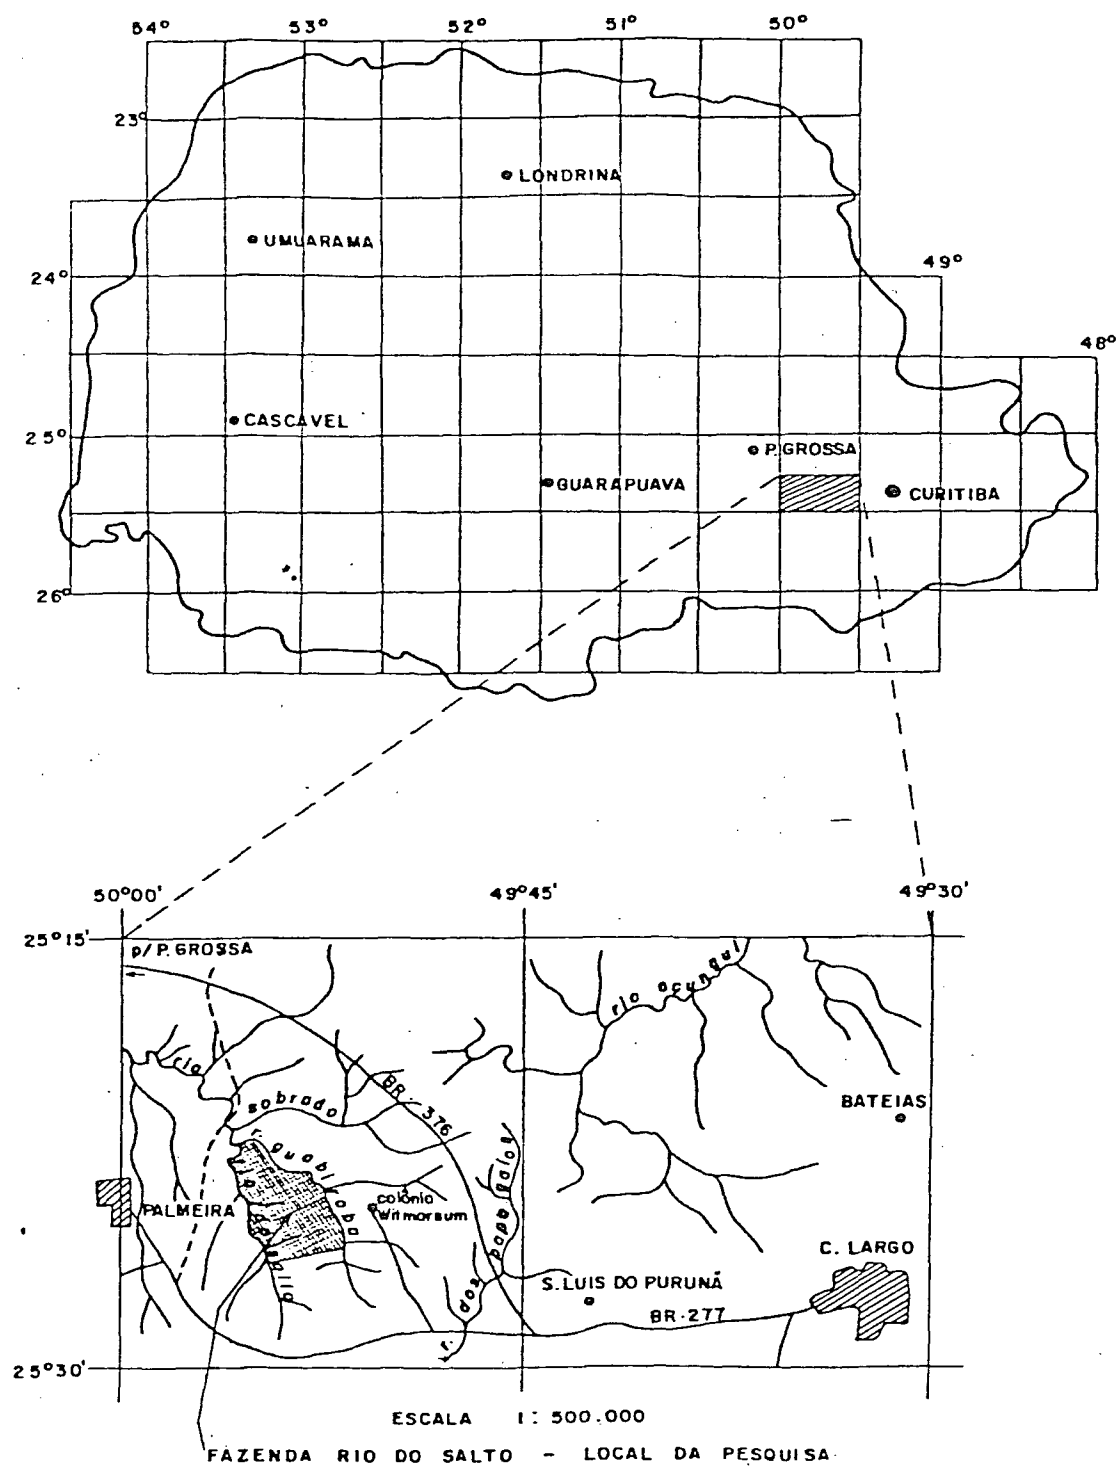 54° 53° 52° 51° 50°
23°
LONDRINA
UMUARAMA
24°
49°
48°
CASCAVEL
25°
P. GROSSA
GUARAPUAVA
CURITIBA
26°
50°00' 49°45' 49°30'
25°15'
p/P. GROSSA
rio açungui
rio
sobrado
BR-376
BATEIAS
r. guabiroba
r. dos papagaios
PALMEIRA
colônia
witmarsum
C. LARGO
S. LUIS DO PURUNÃ
BR-277
25°30'
ESCALA 1: 500.000
FAZENDA RIO DO SALTO - LOCAL DA PESQUISA